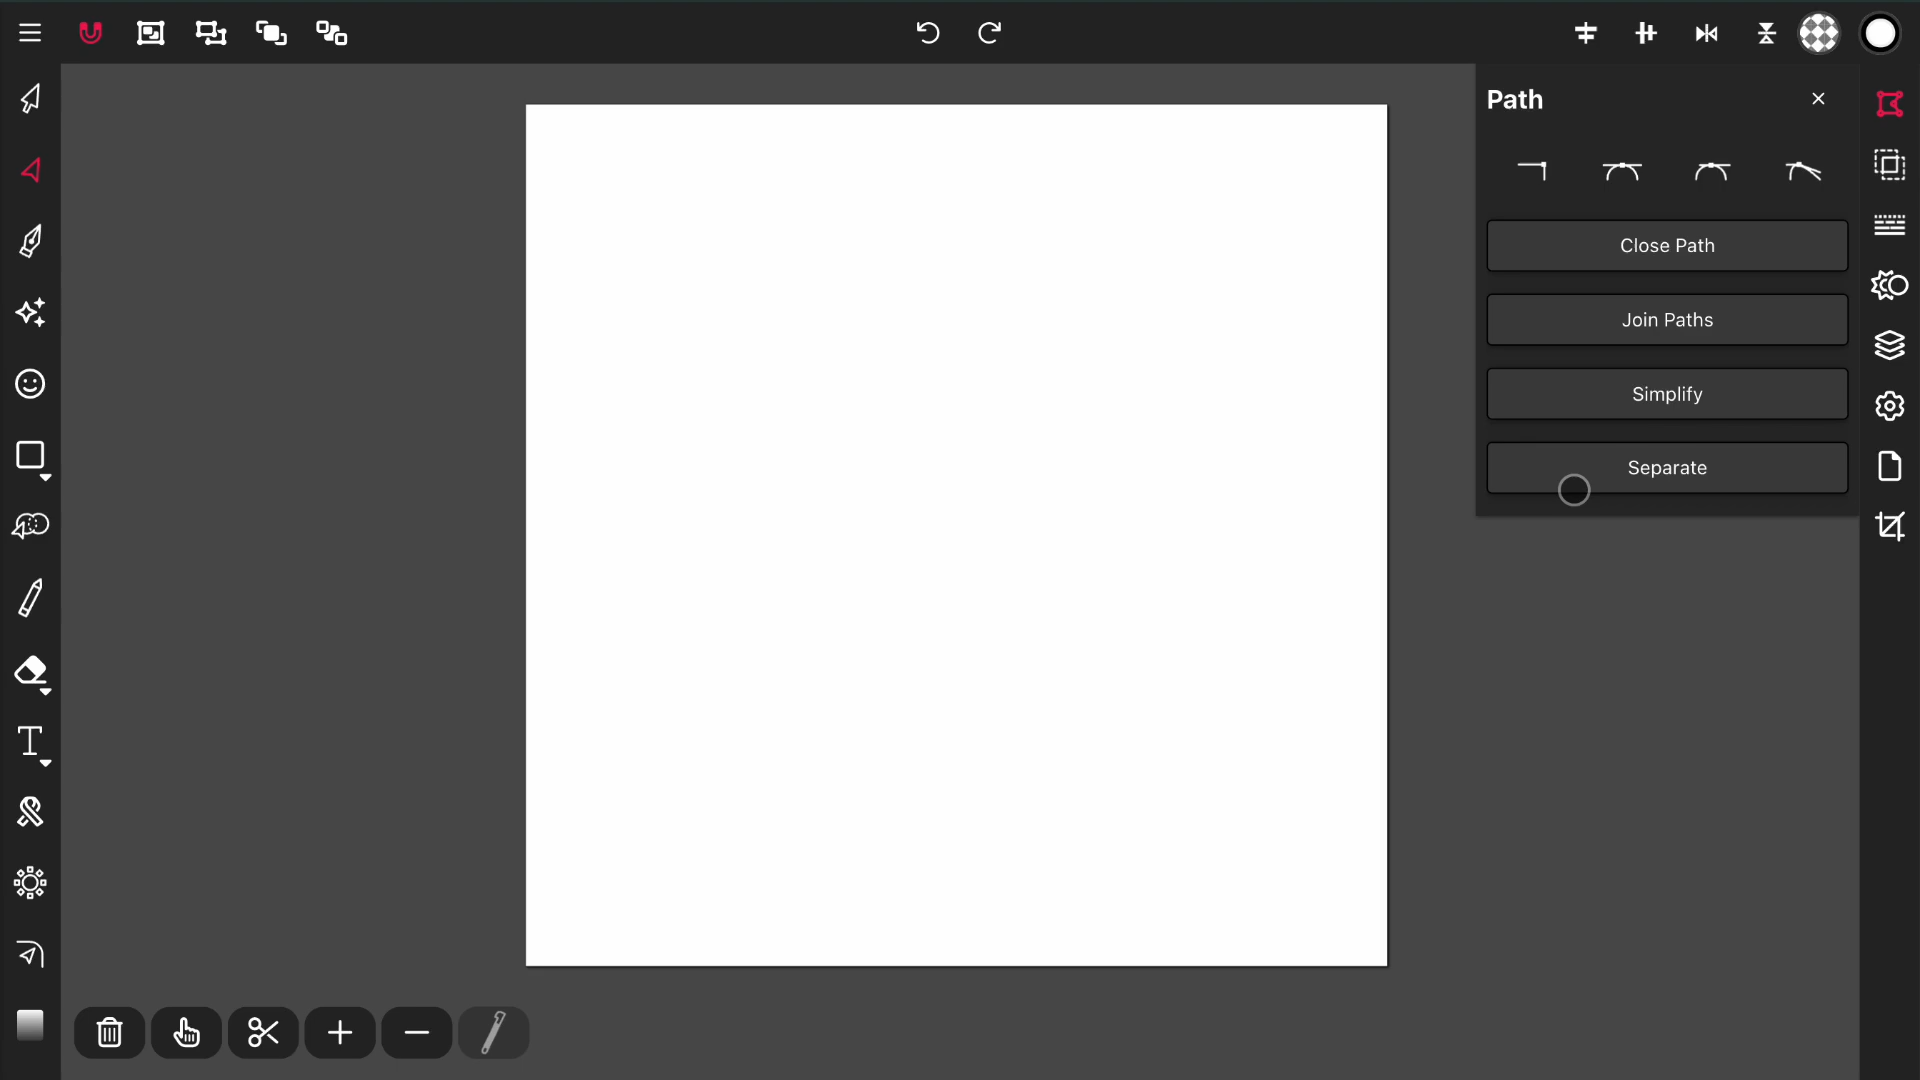 Path
Close Path
Join Paths
Simplify
Separate